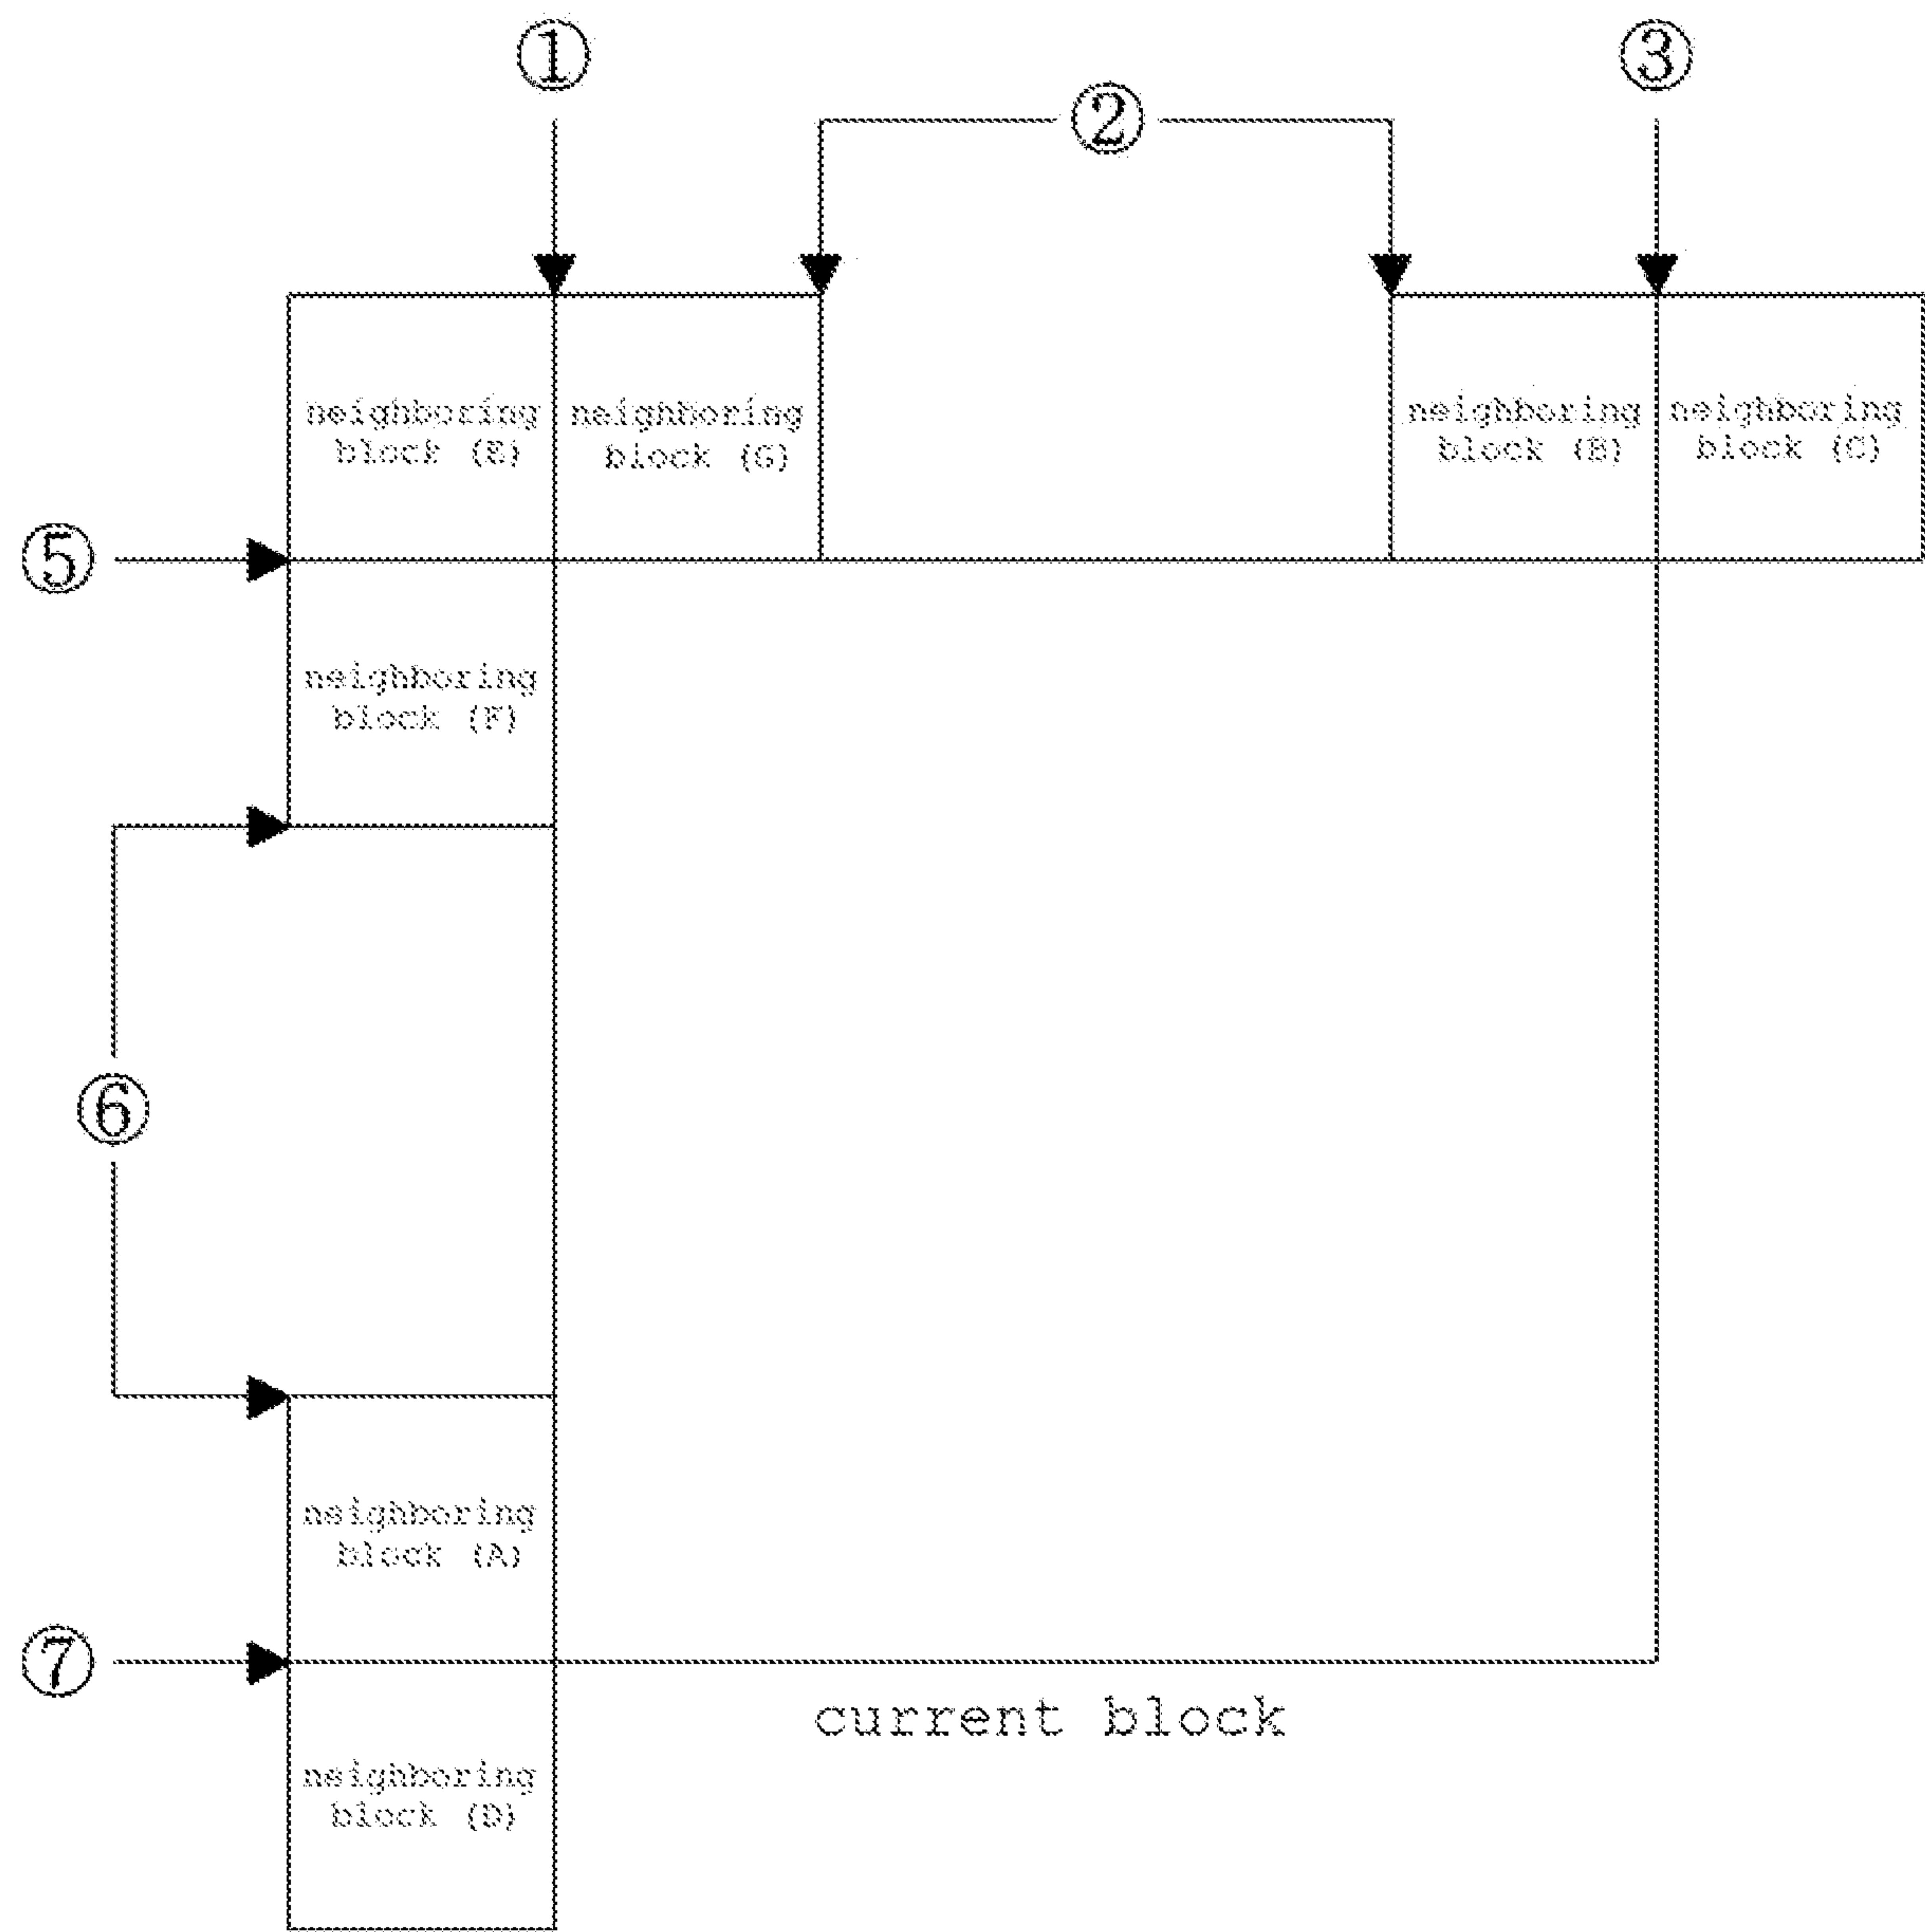 ①
③
②
neighboring
block (E)
neighboring
block (G)
neighboring
block (B)
neighboring
block (C)
⑤
neighboring
block (F)
⑥
neighboring
block (A)
⑦
current block
neighboring
block (D)